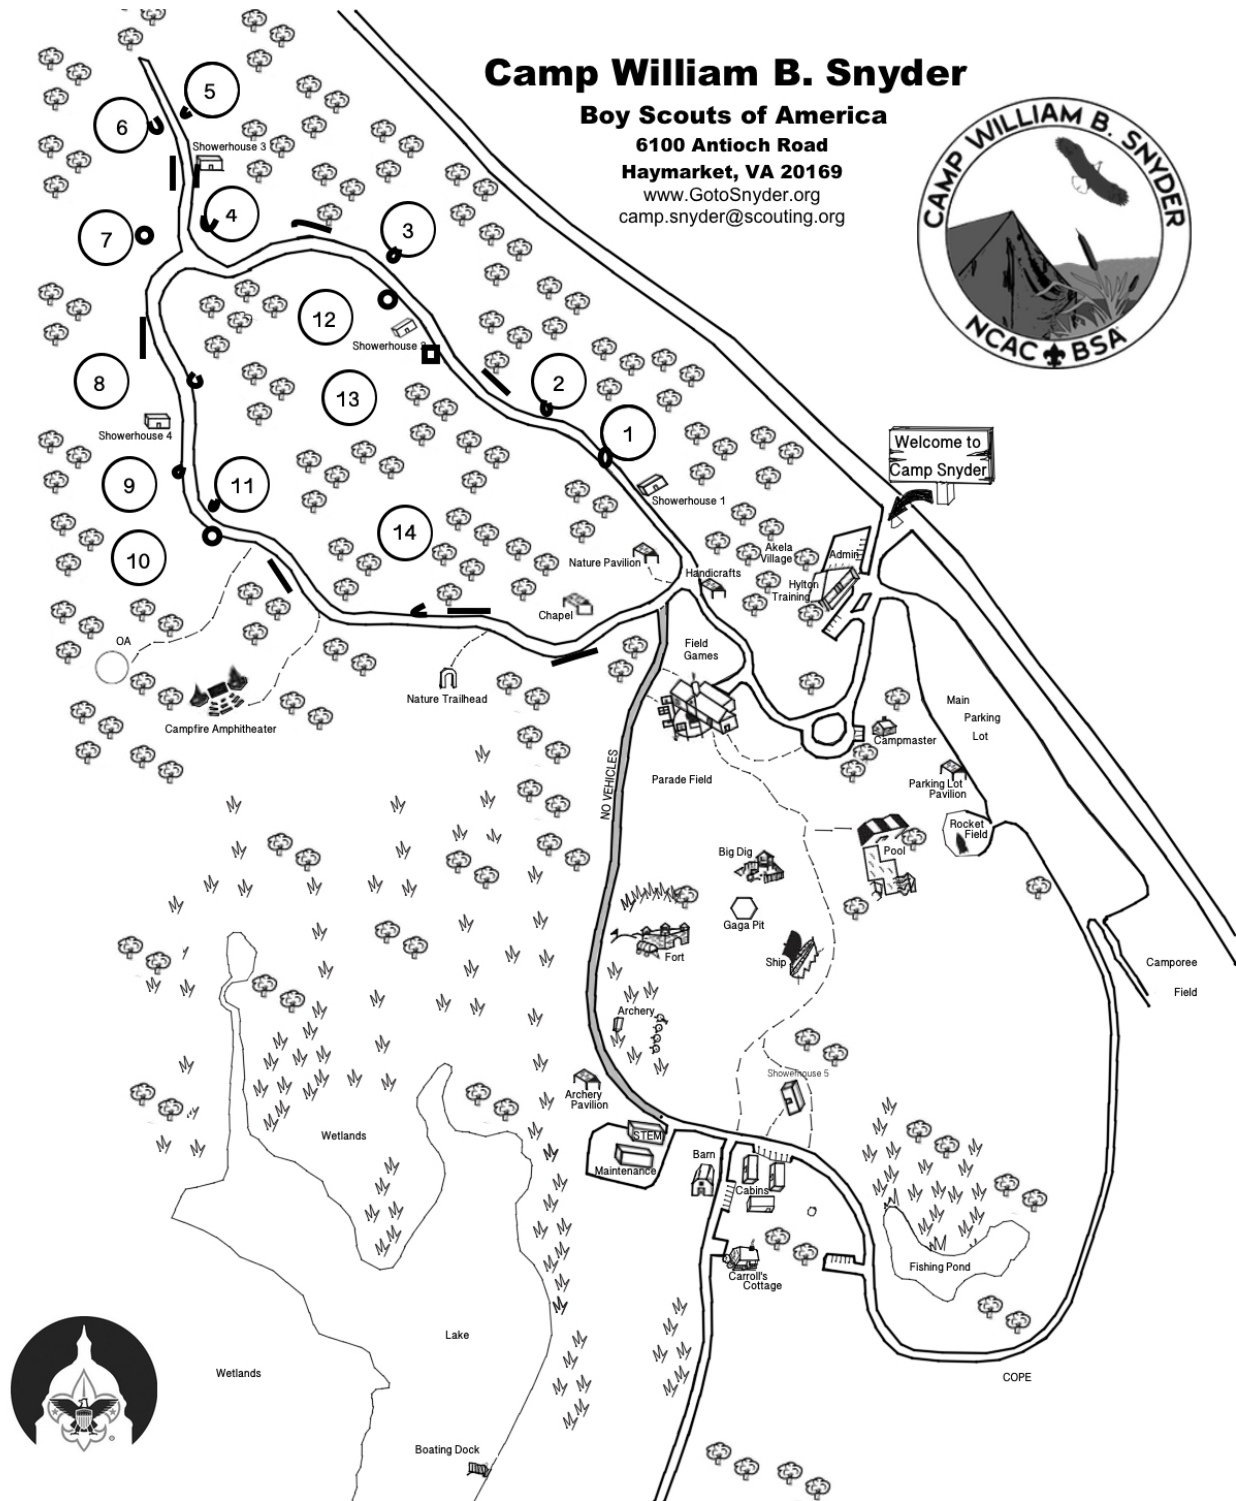 Camp William B. Snyder
Boy Scouts of America
6100 Antioch Road
Haymarket, VA 20169
www.GotoSnyder.org
camp.snyder@scouting.org
CAMP WILLIAM B. SNYDER
NCAC BSA
5
6
Showerhouse 3
4
7
3
12
Showerhouse
8
13
2
Showerhouse 4
1
Welcome to
Camp Snyder
9
11
Showerhouse 1
14
10
Nature Pavilion
Handicrafts
Akela
Village
Admin
Hylton
Training
Chapel
OA
Field
Games
Nature Trailhead
Campfire Amphitheater
Main
Parking
Lot
Campmaster
NO VEHICLES
Parade Field
Parking Lot
Pavilion
Rocket
Field
Big Dig
Pool
Gaga Pit
Fort
Ship
Camporee
Field
Archery
Showerhouse 5
Archery
Pavilion
Wetlands
STEM
Maintenance
Barn
Cabins
Carroll's
Cottage
Fishing Pond
Lake
Wetlands
COPE
Boating Dock